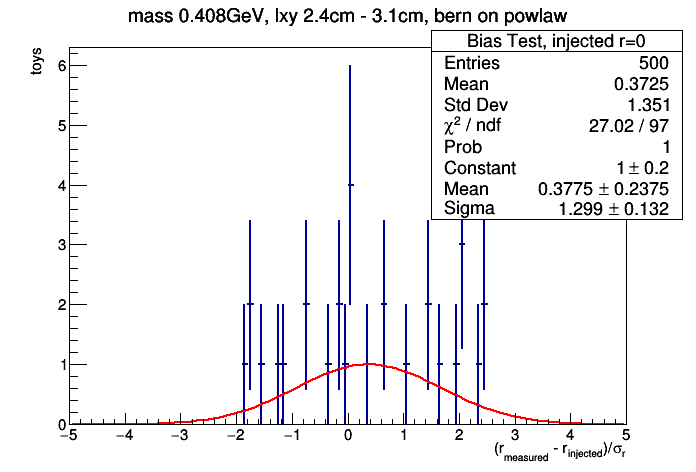 mass 0.408GeV, lxy 2.4cm - 3.1cm, bern on powlaw
Bias Test, injected r=0
Entries 500
Mean 0.3725
Std Dev 1.351
χ² / ndf 27.02 / 97
Prob 1
Constant 1 ± 0.2
Mean 0.3775 ± 0.2375
Sigma 1.299 ± 0.132
toys
6
5
4
3
2
1
0
−5 −4 −3 −2 −1 0 1 2 3 4 5
(r_measured - r_injected)/σ_r